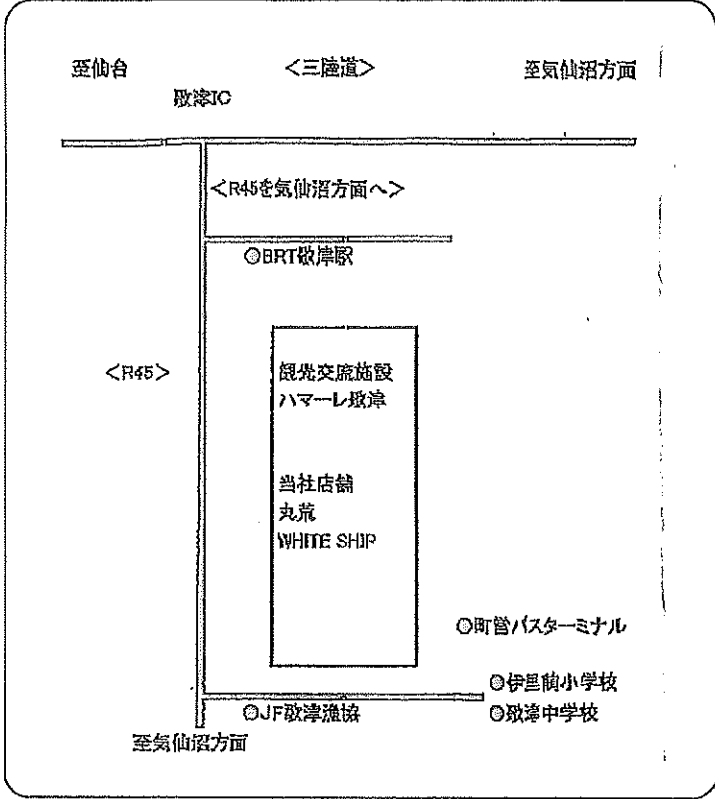 至仙台
<三陸道>
至気仙沼方面
歌津IC
<R45を気仙沼方面へ>
◎BRT歌津駅
<R45>
観光交流施設
ハマーレ歌津
当社店舗
丸荒
WHITE SHIP
◎町営バスターミナル
◎伊里前小学校
◎JF歌津漁協
◎歌津中学校
至気仙沼方面